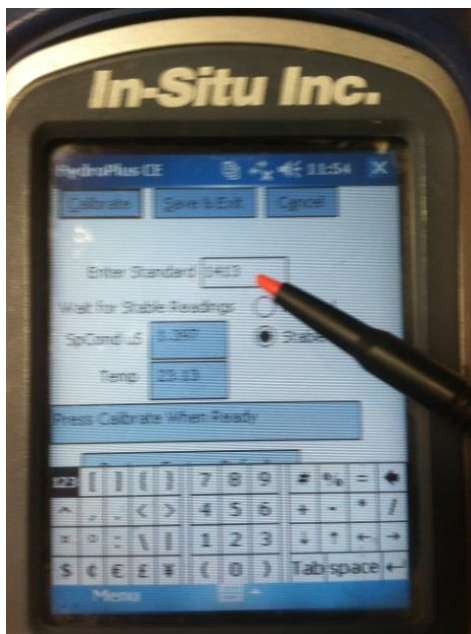 In-Situ Inc.
HydroPlus CE 11:54 X
Calibrate Save & Exit Cancel
Enter Standard 1413
Wait for Stable Readings
SpCond uS Stable
Temp 23.13
Press Calibrate When Ready
123 [ ] { } 7 8 9 # % = 
^ , . < > 4 5 6 + - * /
¤ ° : \ | 1 2 3 ↓ ↑ ← →
$ ¢ € £ ¥ ( 0 ) Tab space ↵
Menu